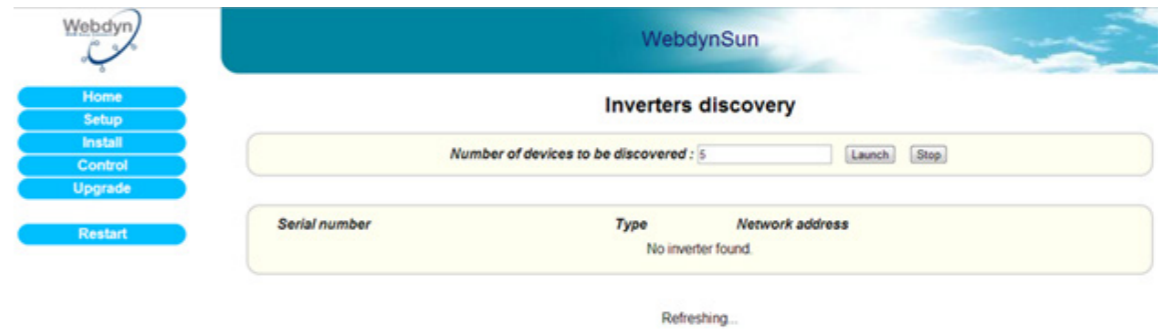 Webdyn
WebdynSun
Home
Setup
Install
Control
Upgrade
Restart
Inverters discovery
Number of devices to be discovered : 5 Launch Stop
Serial number Type Network address
No inverter found.
Refreshing...